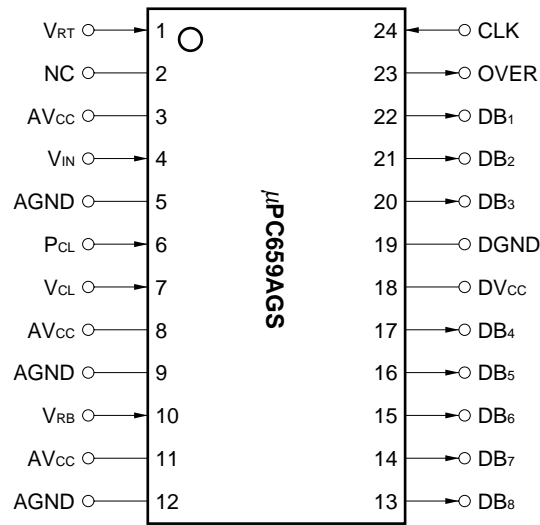 VRT 1 24 CLK
NC 2 23 OVER
AVCC 3 22 DB1
VIN 4 21 DB2
AGND 5 20 DB3
PCL 6 19 DGND
VCL 7 18 DVCC
AVCC 8 17 DB4
AGND 9 16 DB5
VRB 10 15 DB6
AVCC 11 14 DB7
AGND 12 13 DB8
µPC659AGS